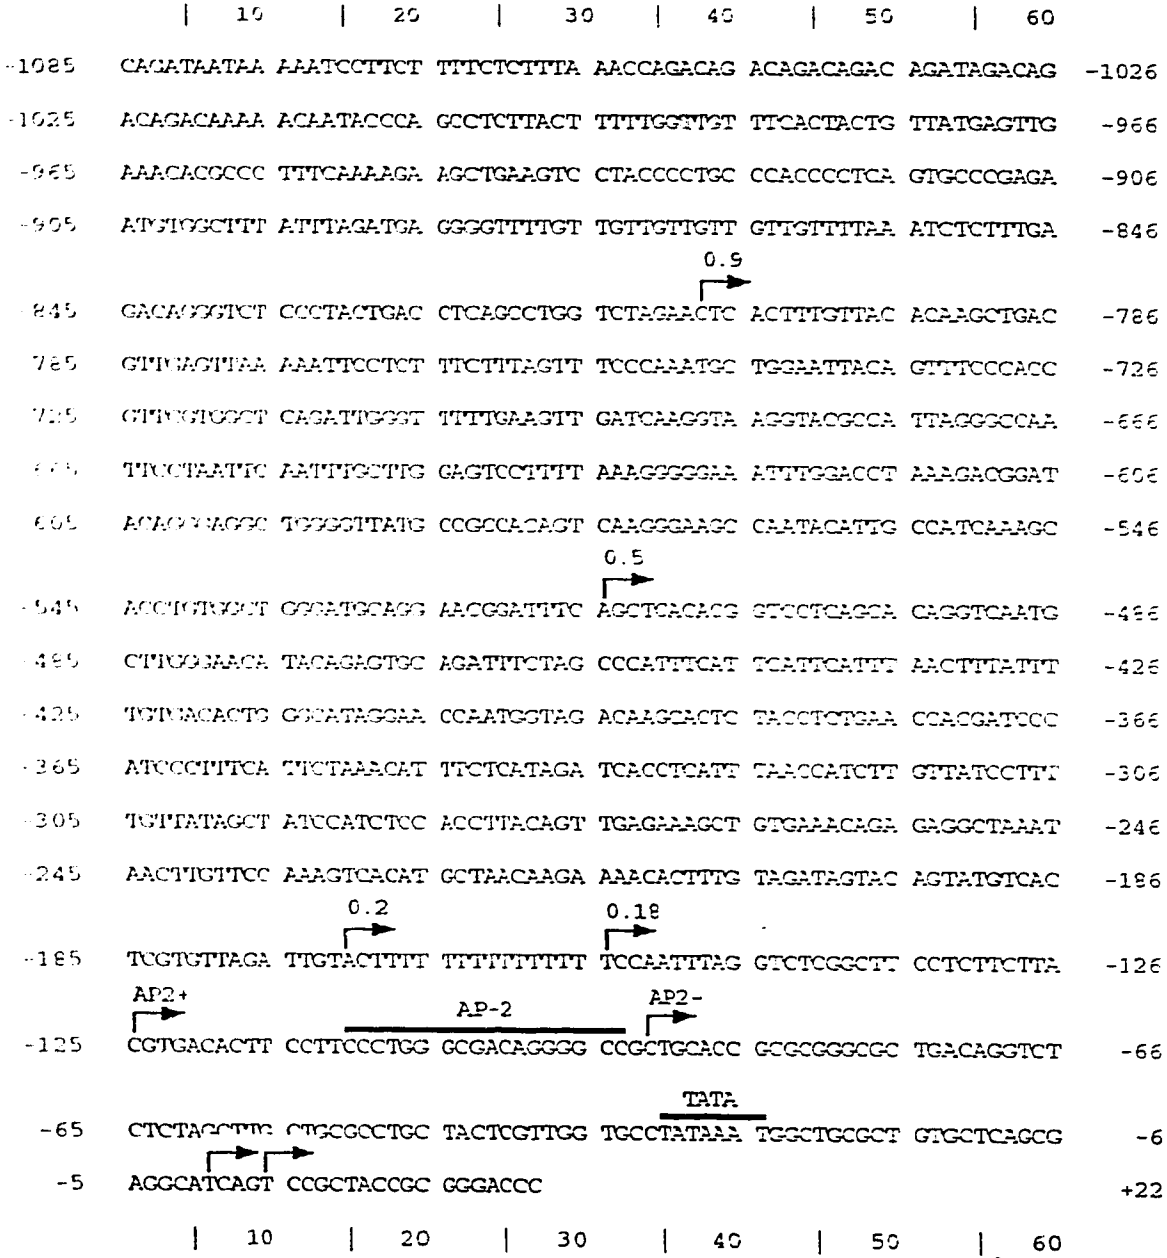 | 10 | 20 | 30 | 40 | 50 | 60
-1085 CAGATAATAA AAATCCTTCT TTTCTCTTTA AACCAGACAG ACAGACAGAC AGATAGACAG -1026
-1025 ACAGACAAAA ACAATACCCA GCCTCTTACT TTTTGGTTGT TTCACTACTG TTATGAGTTG -966
-965 AAACACGCCC TTTCAAAAGA AGCTGAAGTC CTACCCCTGC CCACCCCTCA GTGCCCGAGA -906
-905 ATGTGGCTTT ATTTAGATGA GGGGTTTTGT TGTTGTTGTT GTTGTTTTAA ATCTCTTTGA -846
0.9
-845 GACAGGGTCT CCCTACTGAC CTCAGCCTGG TCTAGAACTC ACTTTGTTAC ACAAGCTGAC -786
785 GTTGAGTTAA AAATTCCTCT TTCTTTAGTT TCCCAAATGC TGGAATTACA GTTTCCCACC -726
725 GTTCGTGGCT CAGATTGGGT TTTTGAAGTT GATCAAGGTA AGGTACGCCA TTAGGGCCAA -666
665 TTCCTAATTC AATTTGCTTG GAGTCCTTTT AAAGGGGGAA ATTTGGACCT AAAGACGGAT -606
605 TGGGGTTATG CCGCCACAGT CAAGGGAAGC CAATACATTG CCATCAAAGC -546
0.5
-545 ACCTGTGGCT GGGATGCAGG AACGGATTTC AGCTCACACG GTCCTCAGCA CAGGTCAATG -486
-485 CTTGGGAACA TACAGAGTGC AGATTTCTAG CCCATTTCAT TCATTCATTT AACTTTATTT -426
-425 TGTGACACTG GGCATAGGAA CCAATGGTAG ACAAGCACTC TACCTCTGAA CCACGATCCC -366
-365 ATCCCTTTCA TTCTAAACAT TTCTCATAGA TCACCTCATT TAACCATCTT GTTATCCTTT -306
-305 TGTTATAGCT ATCCATCTCC ACCTTACAGT TGAGAAAGCT GTGAAACAGA GAGGCTAAAT -246
-245 AACTTGTTCC AAAGTCACAT GCTAACAAGA AAACACTTTG TAGATAGTAC AGTATGTCAC -186
0.2 0.18
-185 TCGTGTTAGA TTGTACTTTT TTTTTTTTTT TCCAATTTAG GTCTCGGCTT CCTCTTCTTA -126
AP2+ AP-2 AP2-
-125 CGTGACACTT CCTTCCCTGG GCGACAGGGG CCGCTGCACC GCGCGGGCGC TGACAGGTCT -66
TATA
-65 CTCTAGCTTG CTGCGCCTGC TACTCGTTGG TGCCTATAAA TGGCTGCGCT GTGCTCAGCG -6
-5 AGGCATCAGT CCGCTACCGC GGGACCC +22
| 10 | 20 | 30 | 40 | 50 | 60